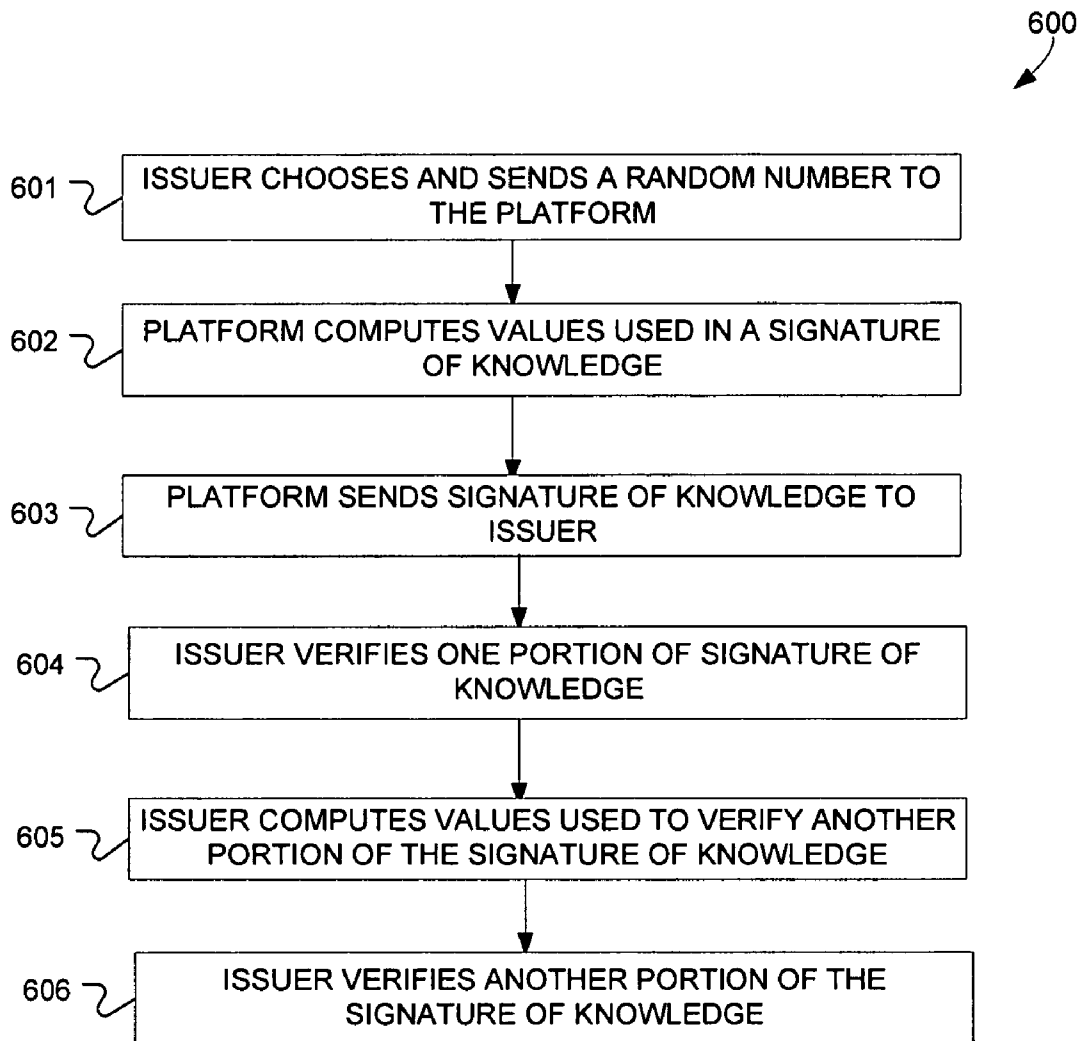 600
601
ISSUER CHOOSES AND SENDS A RANDOM NUMBER TO
THE PLATFORM
602
PLATFORM COMPUTES VALUES USED IN A SIGNATURE
OF KNOWLEDGE
603
PLATFORM SENDS SIGNATURE OF KNOWLEDGE TO
ISSUER
604
ISSUER VERIFIES ONE PORTION OF SIGNATURE OF
KNOWLEDGE
605
ISSUER COMPUTES VALUES USED TO VERIFY ANOTHER
PORTION OF THE SIGNATURE OF KNOWLEDGE
606
ISSUER VERIFIES ANOTHER PORTION OF THE
SIGNATURE OF KNOWLEDGE